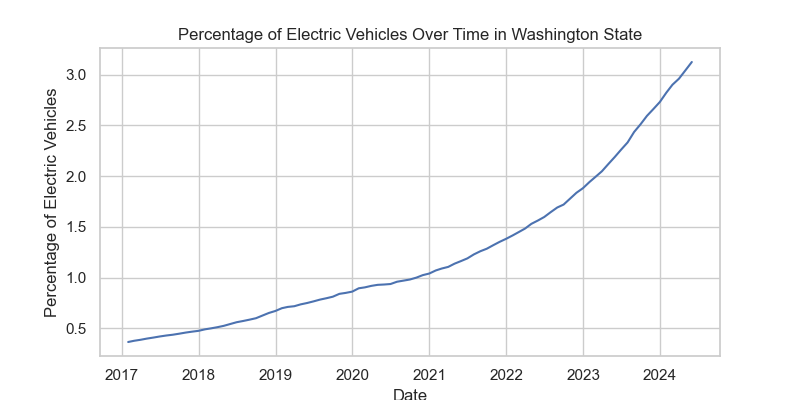 Percentage of Electric Vehicles Over Time in Washington State
Percentage of Electric Vehicles
3.0
2.5
2.0
1.5
1.0
0.5
2017 2018 2019 2020 2021 2022 2023 2024
Date